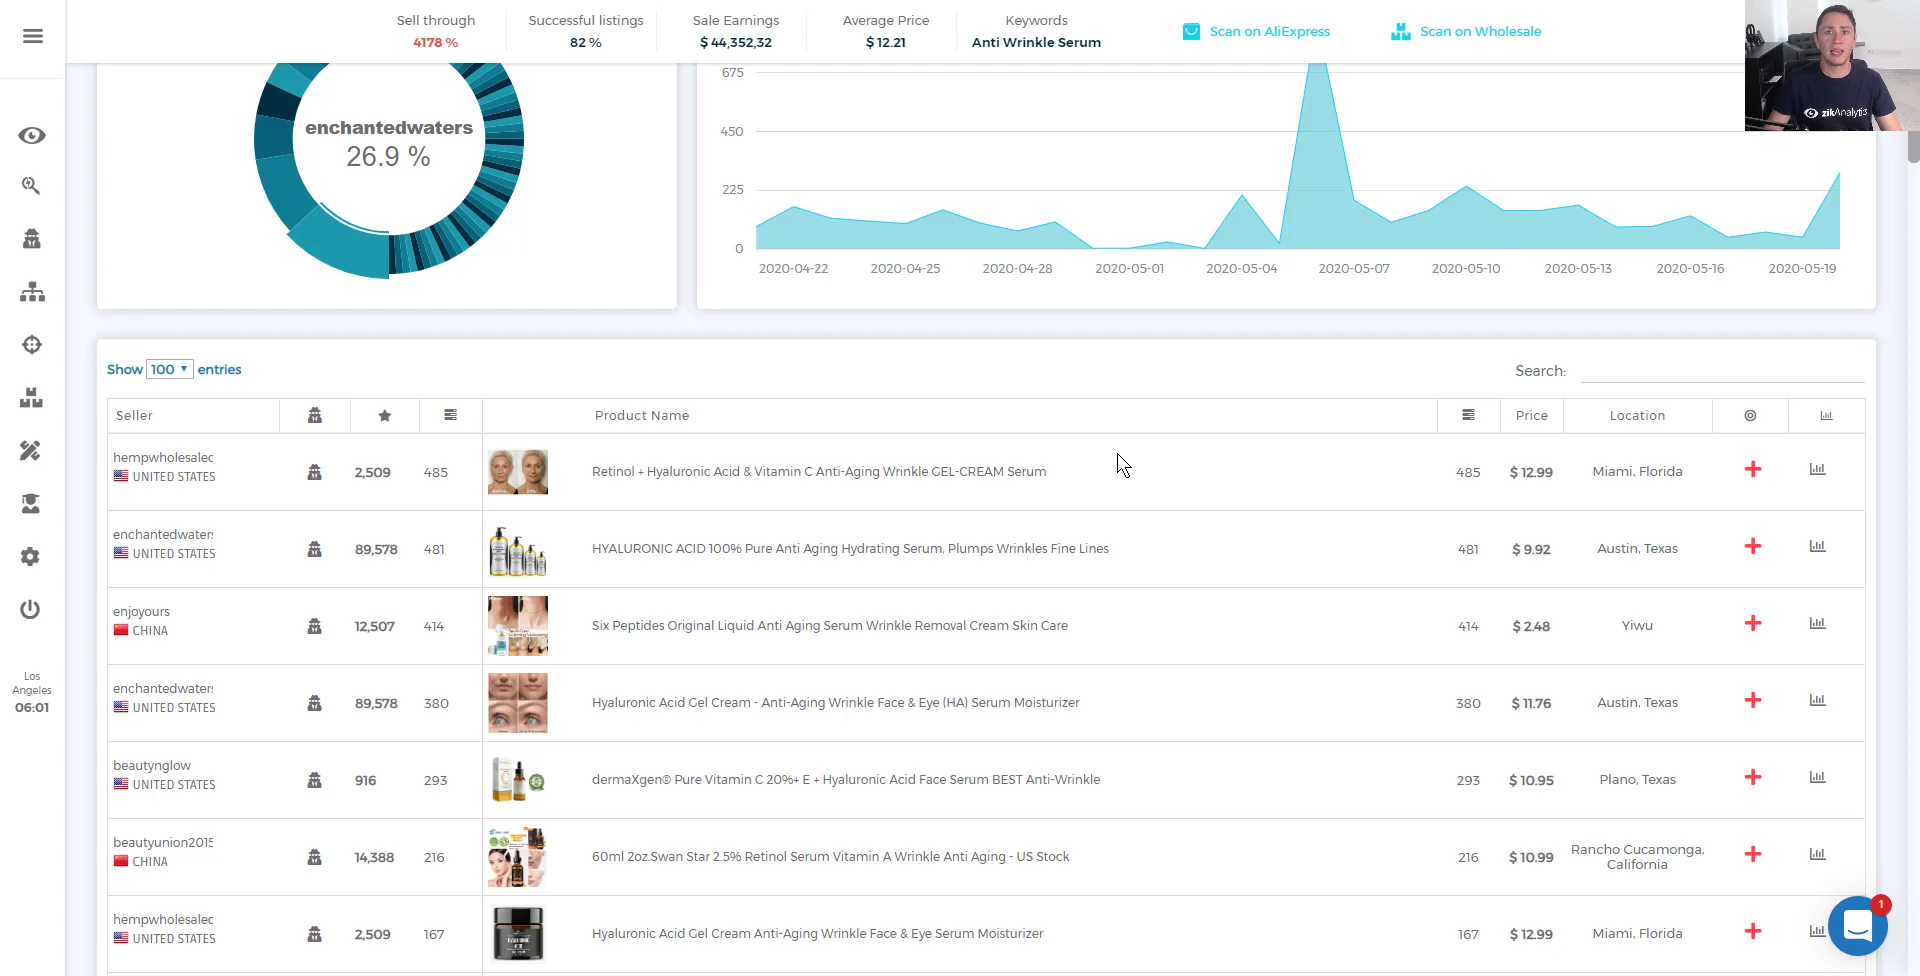 Sell through
4178 %
Successful listings
82 %
Sale Earnings
$ 44,352,32
Average Price
$ 12.21
Keywords
Anti Wrinkle Serum
Scan on AliExpress
Scan on Wholesale
zikAnalytics
enchantedwaters
26.9 %
675
450
225
0
2020-04-22
2020-04-25
2020-04-28
2020-05-01
2020-05-04
2020-05-07
2020-05-10
2020-05-13
2020-05-16
2020-05-19
Show 100 entries
Search:
Seller
Product Name
Price
Location
hempwholesalec
UNITED STATES
2,509
485
Retinol + Hyaluronic Acid & Vitamin C Anti-Aging Wrinkle GEL-CREAM Serum
485
$ 12.99
Miami, Florida
enchantedwaters
UNITED STATES
89,578
481
HYALURONIC ACID 100% Pure Anti Aging Hydrating Serum, Plumps Wrinkles Fine Lines
481
$ 9.92
Austin, Texas
enjoyours
CHINA
12,507
414
Six Peptides Original Liquid Anti Aging Serum Wrinkle Removal Cream Skin Care
414
$ 2.48
Yiwu
enchantedwaters
UNITED STATES
89,578
380
Hyaluronic Acid Gel Cream - Anti-Aging Wrinkle Face & Eye (HA) Serum Moisturizer
380
$ 11.76
Austin, Texas
beautynglow
UNITED STATES
916
293
dermaXgen® Pure Vitamin C 20%+ E + Hyaluronic Acid Face Serum BEST Anti-Wrinkle
293
$ 10.95
Plano, Texas
beautyunion2015
CHINA
14,388
216
60ml 2oz.Swan Star 2.5% Retinol Serum Vitamin A Wrinkle Anti Aging - US Stock
216
$ 10.99
Rancho Cucamonga,
California
hempwholesalec
UNITED STATES
2,509
167
Hyaluronic Acid Gel Cream Anti-Aging Wrinkle Face & Eye Serum Moisturizer
167
$ 12.99
Miami, Florida
Los
Angeles
06:01
1